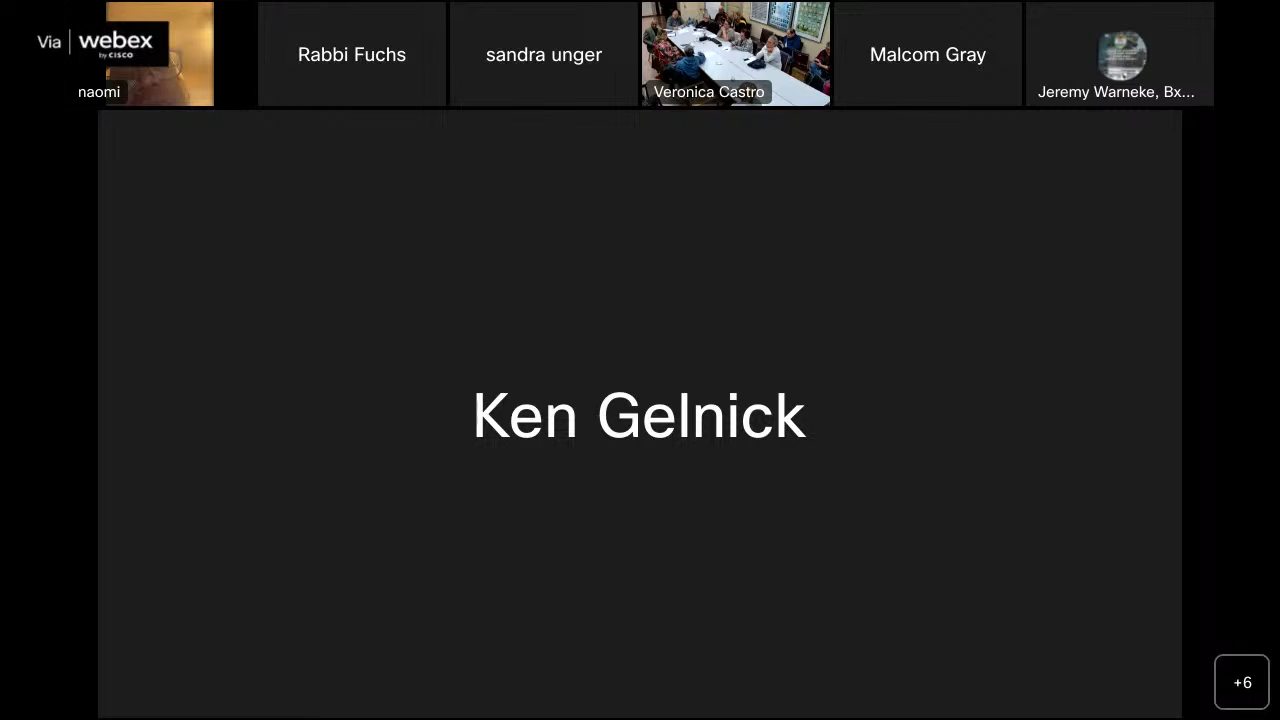 Via webex
by CISCO
naomi
Rabbi Fuchs
sandra unger
Veronica Castro
Malcom Gray
Jeremy Warneke, Bx...
Ken Gelnick
+6